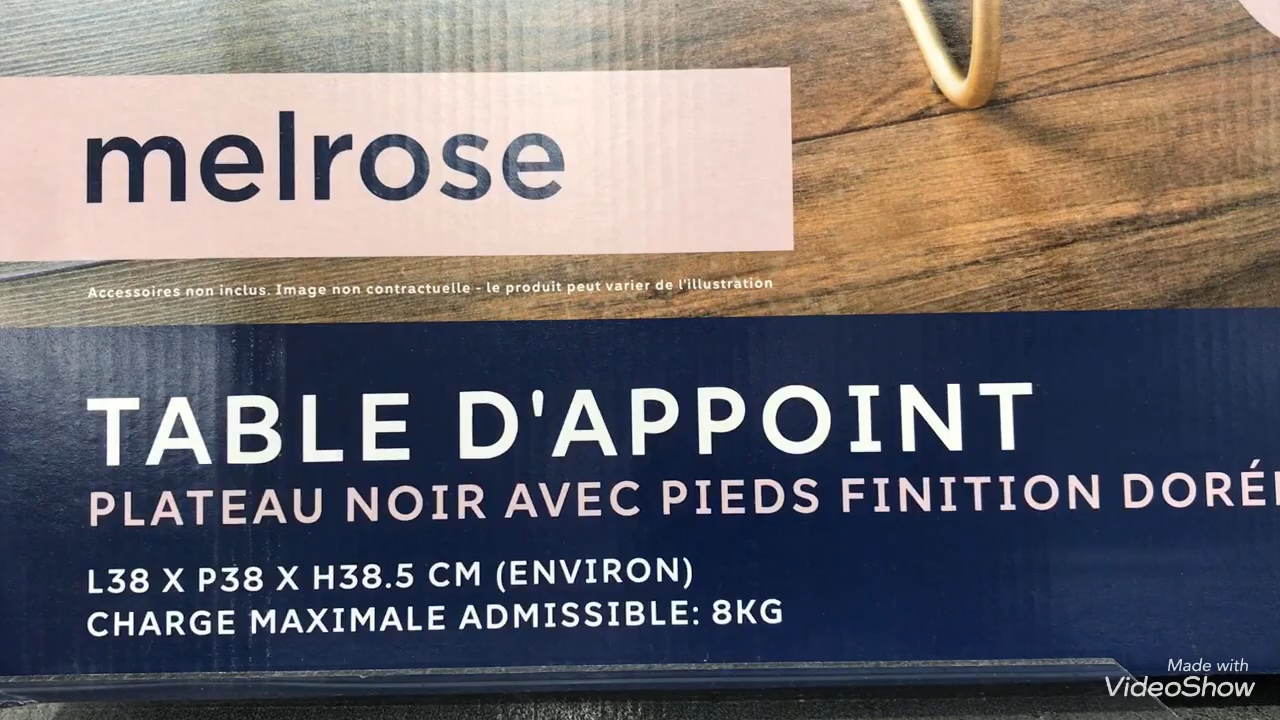 melrose
Accessoires non inclus. Image non contractuelle - le produit peut varier de l'illustration
TABLE D'APPOINT
PLATEAU NOIR AVEC PIEDS FINITION DORÉ
L38 X P38 X H38.5 CM (ENVIRON)
CHARGE MAXIMALE ADMISSIBLE: 8KG
Made with
VideoShow